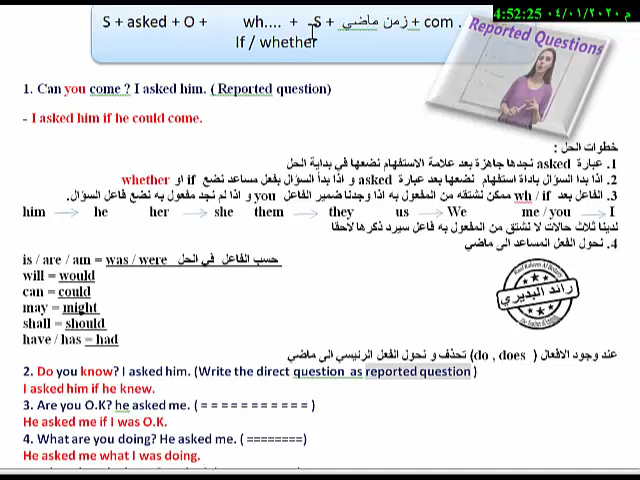 م ٠٤/٠١/٢٠٢٠ 4:52:25
S + asked + O + wh.... + S + زمن ماضي + com .
If / whether
Reported Questions
1. Can you come ? I asked him. ( Reported question)
- I asked him if he could come.
خطوات الحل :
1. عبارة asked نجدها جاهزة بعد علامة الاستفهام نضعها في بداية الحل
2. اذا بدا السؤال باداة استفهام نضعها بعد عبارة asked و اذا بدأ السؤال بفعل مساعد نضع if او whether
3. الفاعل بعد wh / if ممكن نشتقه من المفعول به اذا وجدنا ضمير الفاعل you و اذا لم نجد مفعول به نضع فاعل السؤال.
him he her she them they us We me / you I
لدينا ثلاث حالات لا نشتق من المفعول به فاعل سيرد ذكرها لاحقا
4. نحول الفعل المساعد الى ماضي
is / are / am = was / were حسب الفاعل في الحل
will = would
can = could
may = might
shall = should
have / has = had
رائد البديري
عند وجود الافعال ( do , does) تحذف و نحول الفعل الرئيسي الى ماضي
2. Do you know? I asked him. (Write the direct question as reported question )
I asked him if he knew.
3. Are you O.K? he asked me. ( = = = = = = = = = = = )
He asked me if I was O.K.
4. What are you doing? He asked me. ( ========)
He asked me what I was doing.